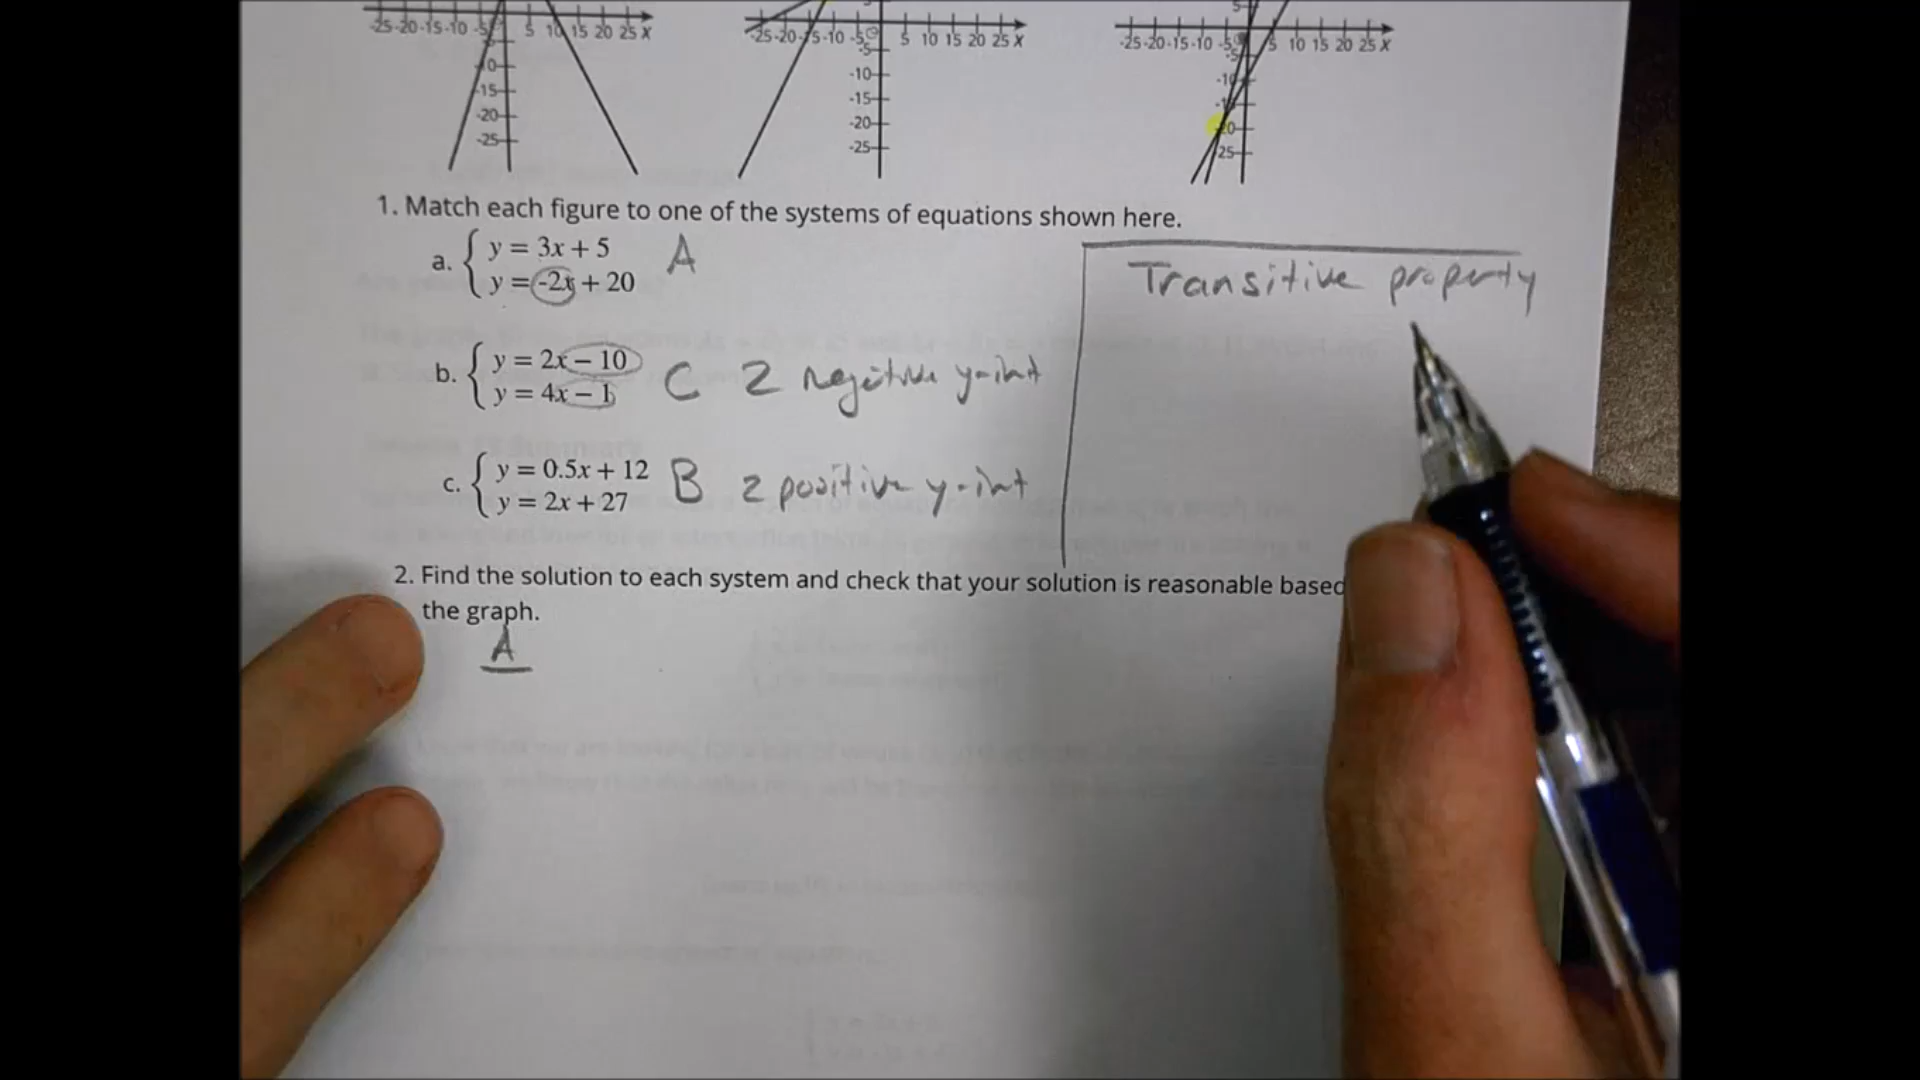 -25-20-15-10 -5 5 10 15 20 25 X
-5
-10
-15
-20
-25
-25-20-15-10 -5 5 10 15 20 25 X
-5
-10
-15
-20
-25
5
-25-20-15-10 -5 5 10 15 20 25 X
-5
-10
-20
25
1. Match each figure to one of the systems of equations shown here.
a. { y = 3x + 5 A
y = -2x + 20
b. { y = 2x − 10 C 2 negative y-int
y = 4x − 1
c. { y = 0.5x + 12 B 2 positive y-int
y = 2x + 27
Transitive property
2. Find the solution to each system and check that your solution is reasonable based
the graph.
A